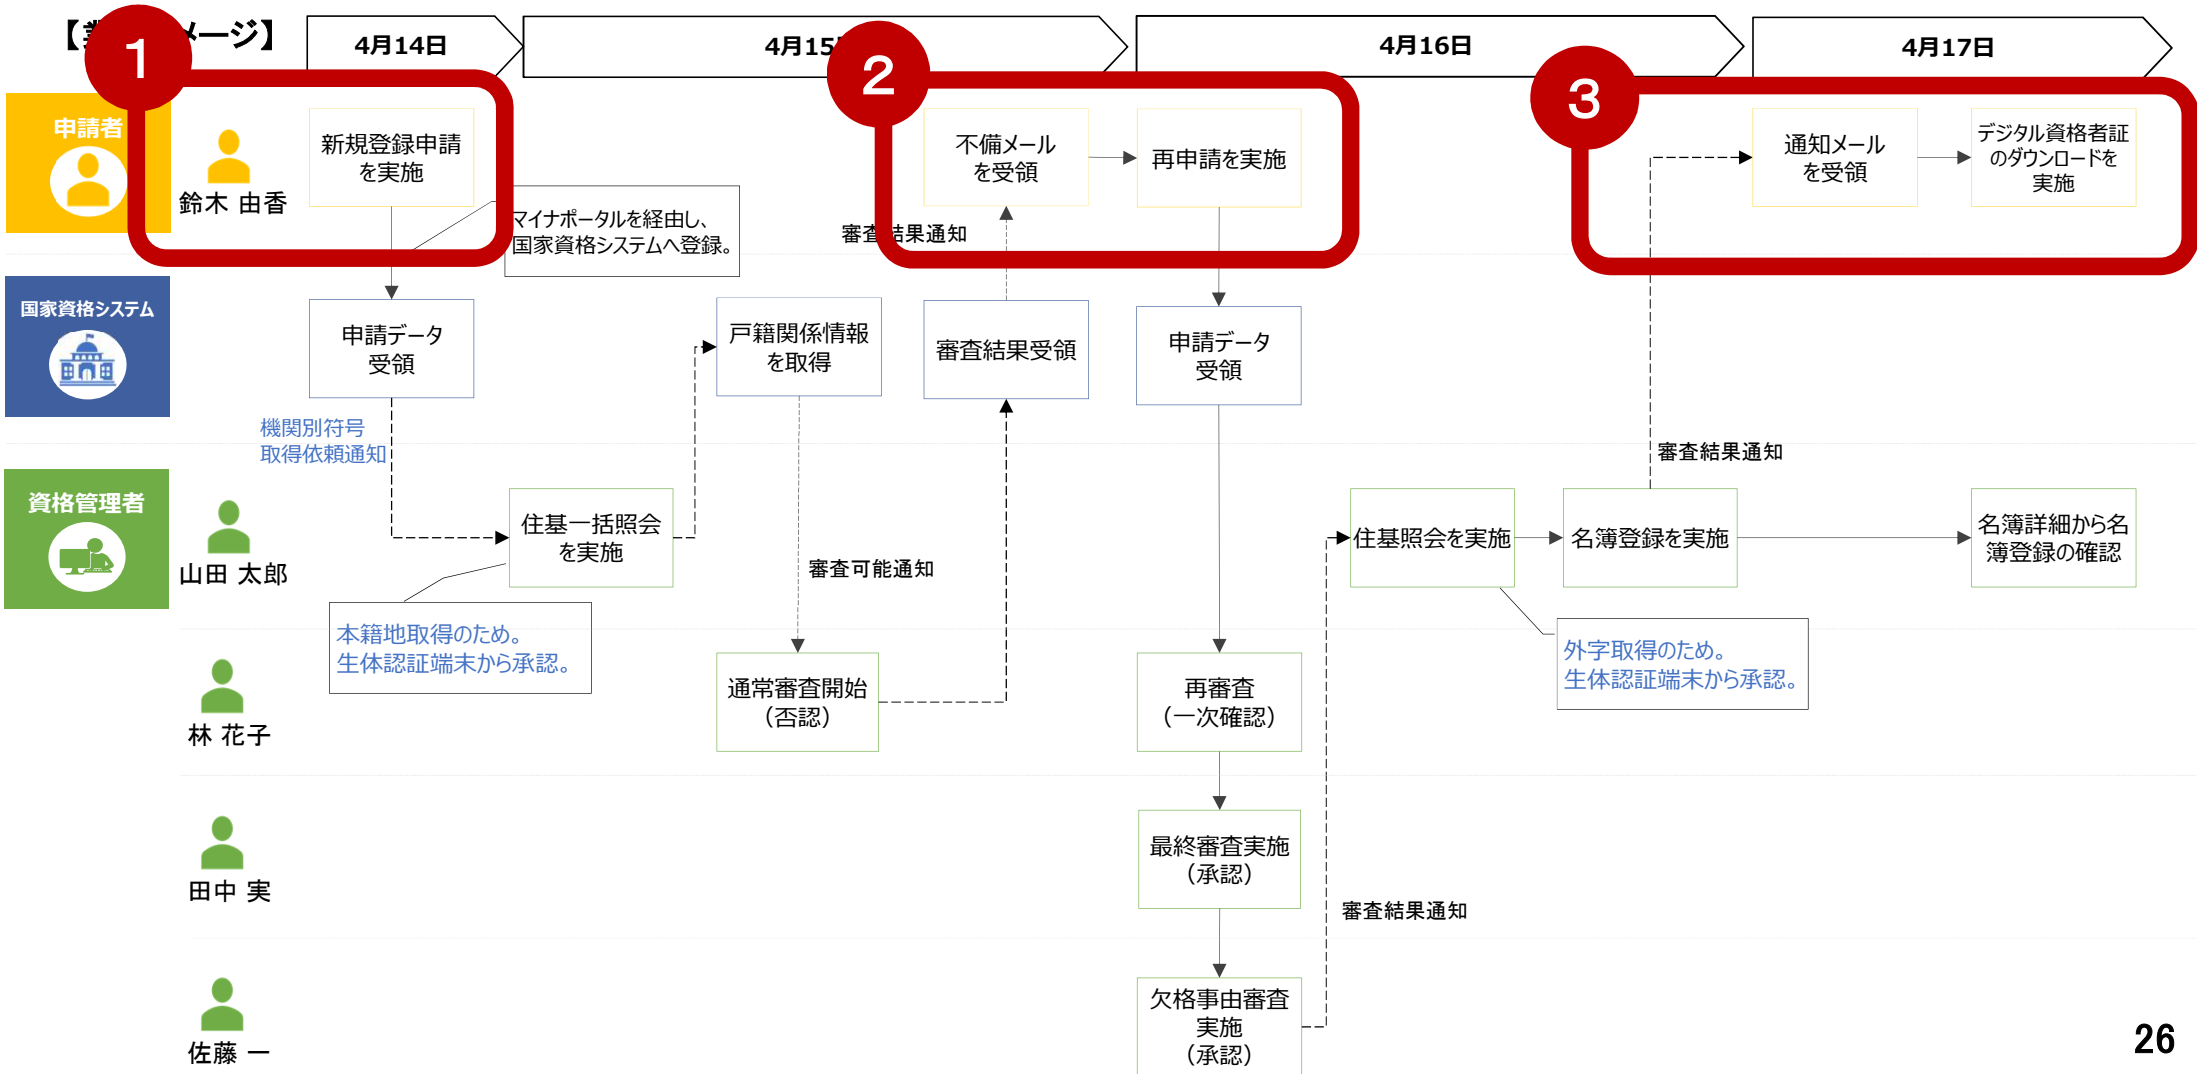 【業
メージ】
4月14日
4月15
4月16日
4月17日
1
2
3
申請者
鈴木 由香
新規登録申請
を実施
マイナポータルを経由し、
国家資格システムへ登録。
不備メール
を受領
再申請を実施
通知メール
を受領
デジタル資格者証
のダウンロードを
実施
審査結果通知
国家資格システム
申請データ
受領
戸籍関係情報
を取得
審査結果受領
申請データ
受領
機関別符号
取得依頼通知
審査結果通知
資格管理者
山田 太郎
住基一括照会
を実施
審査可能通知
住基照会を実施
名簿登録を実施
名簿詳細から名
簿登録の確認
本籍地取得のため。
生体認証端末から承認。
外字取得のため。
生体認証端末から承認。
林 花子
通常審査開始
（否認）
再審査
（一次確認）
田中 実
最終審査実施
（承認）
審査結果通知
佐藤 一
欠格事由審査
実施
（承認）
26